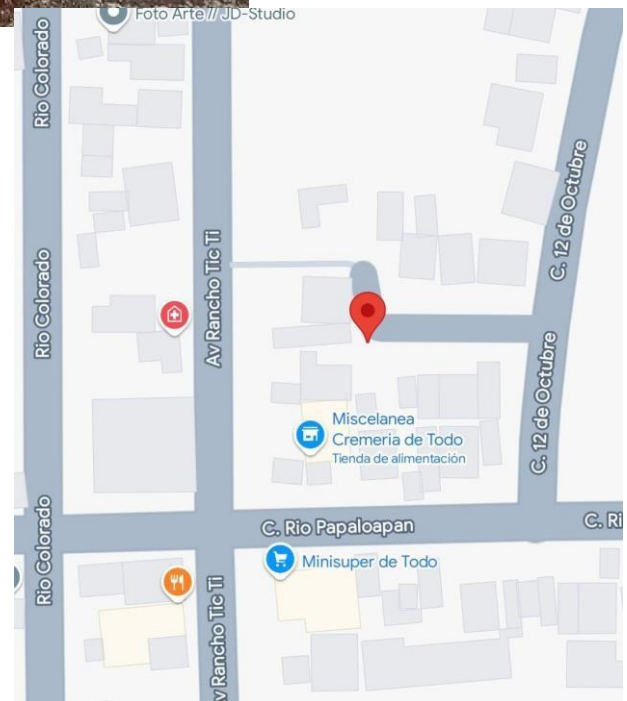 Foto Arte // JD-Studio
Rio Colorado
Rio Colorado
Rio Colorado
Av Rancho Tic Ti
C. 12 de Octubre
C. 12 de Octubre
Miscelanea
Cremeria de Todo
Tienda de alimentación
C. Rio Papaloapan
C. Ri
Minisuper de Todo
v Rancho Tic Ti